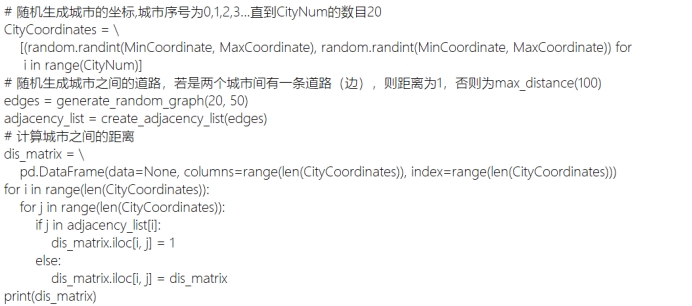 # 随机生成城市的坐标,城市序号为0,1,2,3...直到CityNum的数目20
CityCoordinates = \
[(random.randint(MinCoordinate, MaxCoordinate), random.randint(MinCoordinate, MaxCoordinate)) for
i in range(CityNum)]
# 随机生成城市之间的道路，若是两个城市间有一条道路（边），则距离为1，否则为max_distance(100)
edges = generate_random_graph(20, 50)
adjacency_list = create_adjacency_list(edges)
# 计算城市之间的距离
dis_matrix = \
pd.DataFrame(data=None, columns=range(len(CityCoordinates)), index=range(len(CityCoordinates)))
for i in range(len(CityCoordinates)):
for j in range(len(CityCoordinates)):
if j in adjacency_list[i]:
dis_matrix.iloc[i, j] = 1
else:
dis_matrix.iloc[i, j] = dis_matrix
print(dis_matrix)